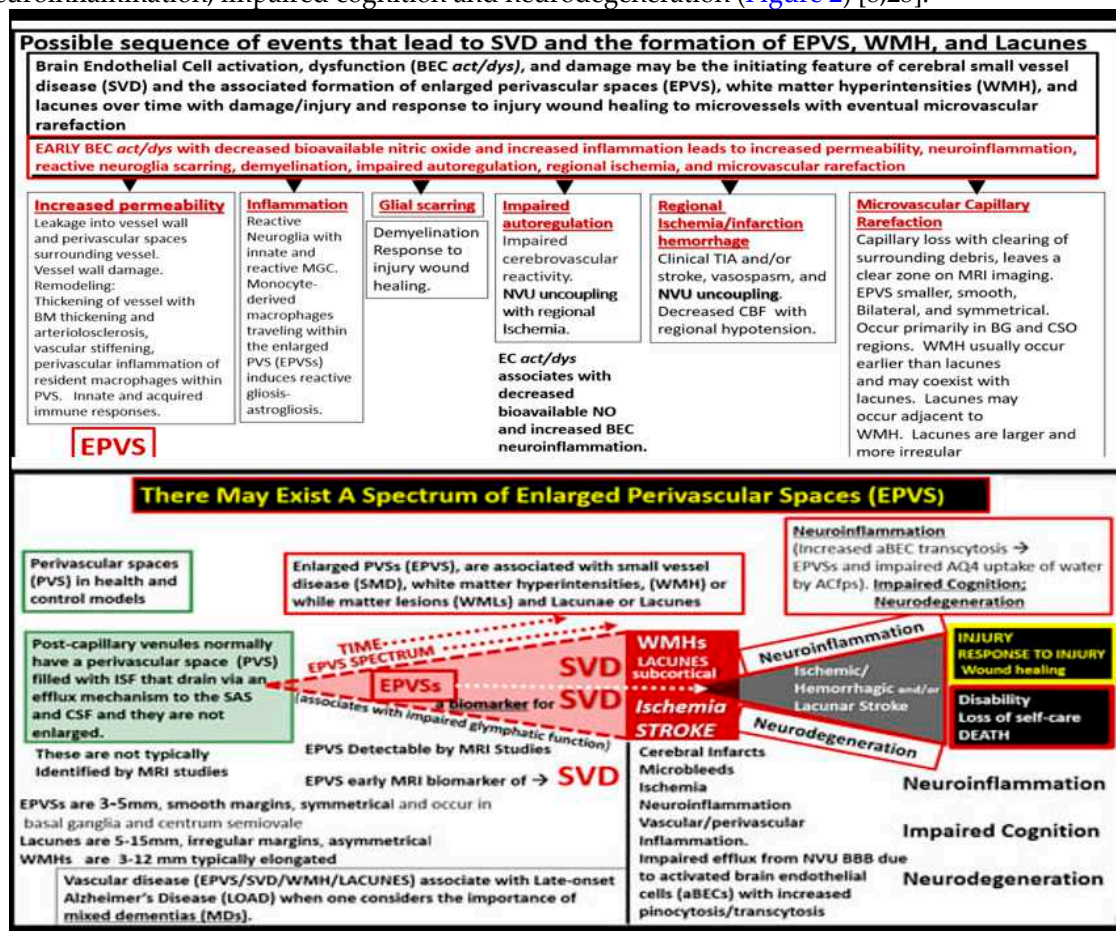 neuroinflammation, impaired cognition and neurodegeneration (Figure 2) [8,28].
Possible sequence of events that lead to SVD and the formation of EPVS, WMH, and Lacunes
Brain Endothelial Cell activation, dysfunction (BEC act/dys), and damage may be the initiating feature of cerebral small vessel
disease (SVD) and the associated formation of enlarged perivascular spaces (EPVS), white matter hyperintensities (WMH), and
lacunes over time with damage/injury and response to injury wound healing to microvessels with eventual microvascular
rarefaction
EARLY BEC act/dys with decreased bioavailable nitric oxide and increased inflammation leads to increased permeability, neuroinflammation,
reactive neuroglia scarring, demyelination, impaired autoregulation, regional ischemia, and microvascular rarefaction
Increased permeability
Leakage into vessel wall
and perivascular spaces
surrounding vessel.
Vessel wall damage.
Remodeling:
Thickening of vessel with
BM thickening and
arteriolosclerosis,
vascular stiffening,
perivascular inflammation of
resident macrophages within
PVS. Innate and acquired
immune responses.
EPVS
Inflammation
Reactive
Neuroglia with
innate and
reactive MGC.
Monocyte-
derived
macrophages
traveling within
the enlarged
PVS (EPVSs)
induces reactive
gliosis-
astrogliosis.
Glial scarring
Demyelination
Response to
injury wound
healing.
Impaired
autoregulation
Impaired
cerebrovascular
reactivity.
NVU uncoupling
with regional
Ischemia.
EC act/dys
associates with
decreased
bioavailable NO
and increased BEC
neuroinflammation.
Regional
Ischemia/infarction
hemorrhage
Clinical TIA and/or
stroke, vasospasm, and
NVU uncoupling.
Decreased CBF with
regional hypotension.
Microvascular Capillary
Rarefaction
Capillary loss with clearing of
surrounding debris, leaves a
clear zone on MRI imaging.
EPVS smaller, smooth,
Bilateral, and symmetrical.
Occur primarily in BG and CSO
regions. WMH usually occur
earlier than lacunes
and may coexist with
lacunes. Lacunes may
occur adjacent to
WMH. Lacunes are larger and
more irregular
There May Exist A Spectrum of Enlarged Perivascular Spaces (EPVS)
Perivascular spaces
(PVS) in health and
control models
Enlarged PVSs (EPVS), are associated with small vessel
disease (SMD), white matter hyperintensities, (WMH) or
while matter lesions (WMLs) and Lacunae or Lacunes
Neuroinflammation
(Increased aBEC transcytosis →
EPVSs and impaired AQ4 uptake of water
by ACfps). Impaired Cognition;
Neurodegeneration
Post-capillary venules normally
have a perivascular space (PVS)
filled with ISF that drain via an
efflux mechanism to the SAS
and CSF and they are not
enlarged.
These are not typically
Identified by MRI studies
TIME
EPVS SPECTRUM
EPVSs
a biomarker for
(associates with impaired glymphatic function)
SVD
SVD
WMHs
LACUNES
subcortical
Ischemia
STROKE
Neuroinflammation
Ischemic/
Hemorrhagic and/or
Lacunar Stroke
Neurodegeneration
INJURY
RESPONSE TO INJURY
Wound healing
Disability
Loss of self-care
DEATH
EPVS Detectable by MRI Studies
EPVS early MRI biomarker of → SVD
EPVSs are 3-5mm, smooth margins, symmetrical and occur in
basal ganglia and centrum semiovale
Lacunes are 5-15mm, irregular margins, asymmetrical
WMHs are 3-12 mm typically elongated
Vascular disease (EPVS/SVD/WMH/LACUNES) associate with Late-onset
Alzheimer's Disease (LOAD) when one considers the importance of
mixed dementias (MDs).
Cerebral Infarcts
Microbleeds
Ischemia
Neuroinflammation
Vascular/perivascular
Inflammation.
Impaired efflux from NVU BBB due
to activated brain endothelial
cells (aBECs) with increased
pinocytosis/transcytosis
Neuroinflammation
Impaired Cognition
Neurodegeneration